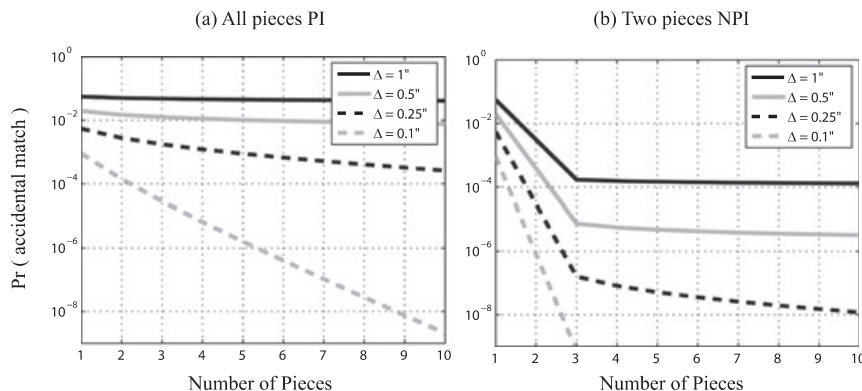 (a) All pieces PI
(b) Two pieces NPI
Pr ( accidental match )
10^0
10^-2
10^-4
10^-6
10^-8
Δ = 1"
Δ = 0.5"
Δ = 0.25"
Δ = 0.1"
1 2 3 4 5 6 7 8 9 10
Number of Pieces
10^0
10^-2
10^-4
10^-6
10^-8
Δ = 1"
Δ = 0.5"
Δ = 0.25"
Δ = 0.1"
1 2 3 4 5 6 7 8 9 10
Number of Pieces